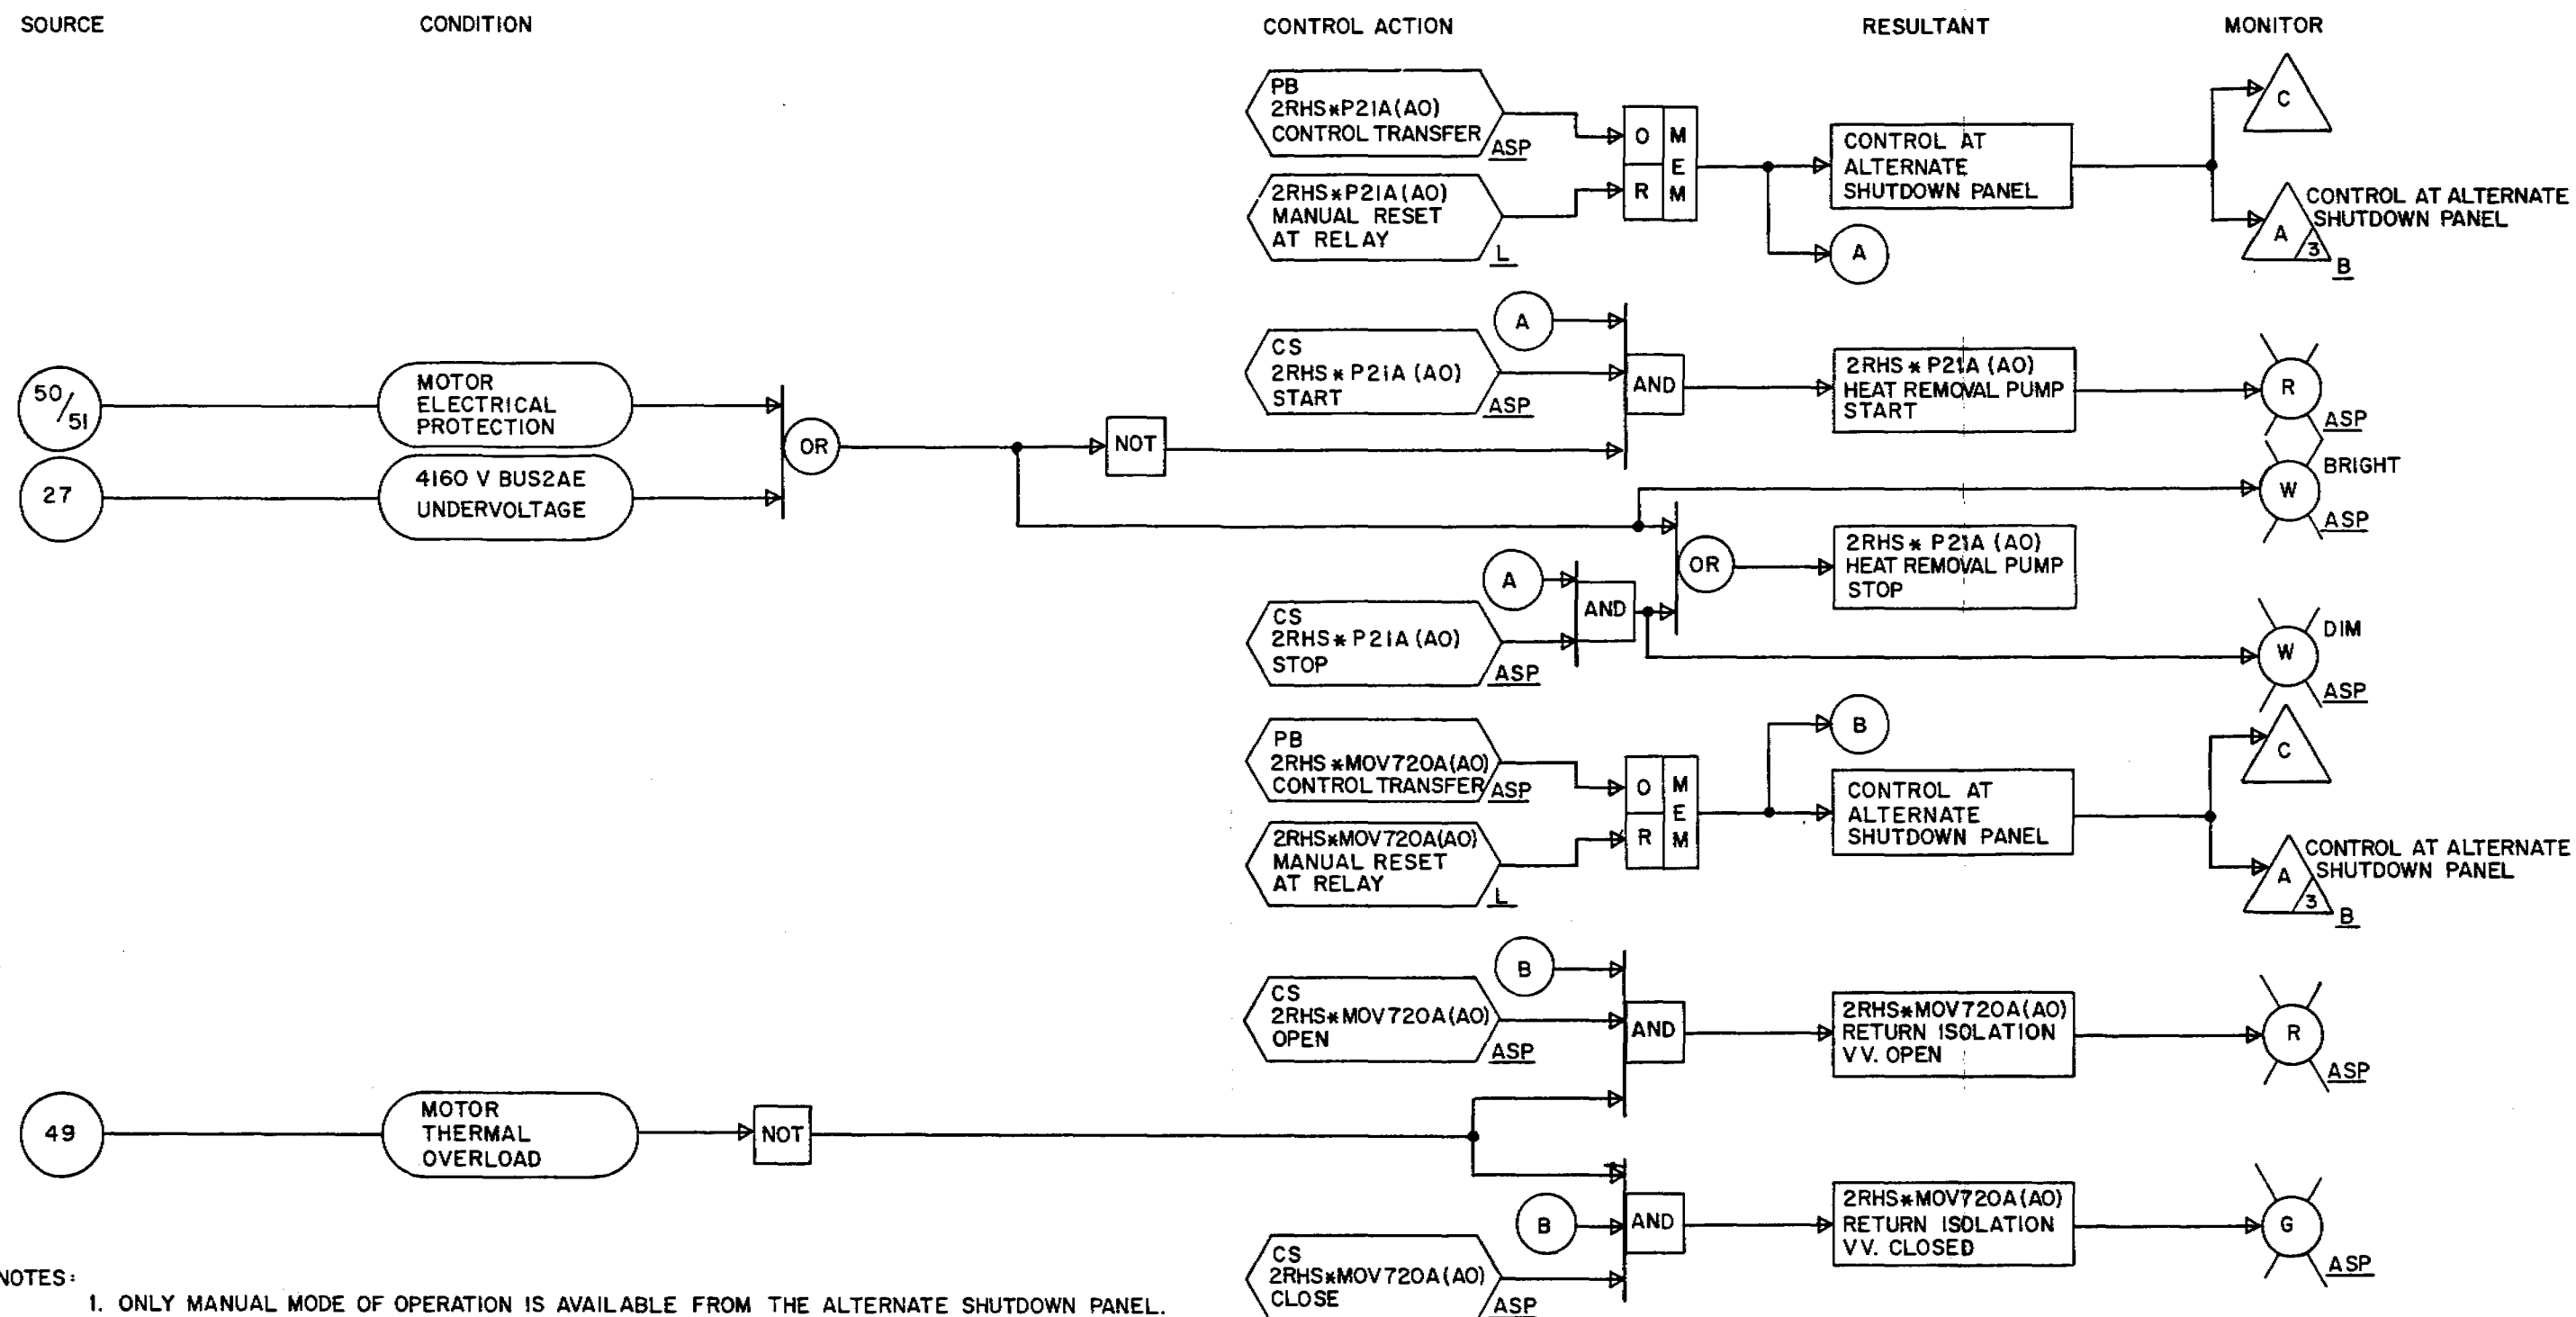 SOURCE CONDITION CONTROL ACTION RESULTANT MONITOR
PB
2RHS*P21A(AO)
CONTROL TRANSFER
ASP
2RHS*P21A(AO)
MANUAL RESET
AT RELAY
L
O
R
M
E
M
CONTROL AT
ALTERNATE
SHUTDOWN PANEL
A
C
A
3
B
CONTROL AT ALTERNATE
SHUTDOWN PANEL
50/51
MOTOR
ELECTRICAL
PROTECTION
27
4160 V BUS2AE
UNDERVOLTAGE
OR
NOT
A
CS
2RHS*P21A (AO)
START
ASP
AND
2RHS*P21A (AO)
HEAT REMOVAL PUMP
START
R
ASP
W
BRIGHT
ASP
A
CS
2RHS*P21A (AO)
STOP
ASP
AND
OR
2RHS*P21A (AO)
HEAT REMOVAL PUMP
STOP
W
DIM
ASP
PB
2RHS*MOV720A(AO)
CONTROL TRANSFER
ASP
2RHS*MOV720A(AO)
MANUAL RESET
AT RELAY
L
O
R
M
E
M
B
CONTROL AT
ALTERNATE
SHUTDOWN PANEL
C
A
3
B
CONTROL AT ALTERNATE
SHUTDOWN PANEL
B
CS
2RHS*MOV720A(AO)
OPEN
ASP
AND
2RHS*MOV720A(AO)
RETURN ISOLATION
VV. OPEN
R
ASP
49
MOTOR
THERMAL
OVERLOAD
NOT
B
CS
2RHS*MOV720A(AO)
CLOSE
ASP
AND
2RHS*MOV720A(AO)
RETURN ISOLATION
VV. CLOSED
G
ASP
NOTES:
1. ONLY MANUAL MODE OF OPERATION IS AVAILABLE FROM THE ALTERNATE SHUTDOWN PANEL.